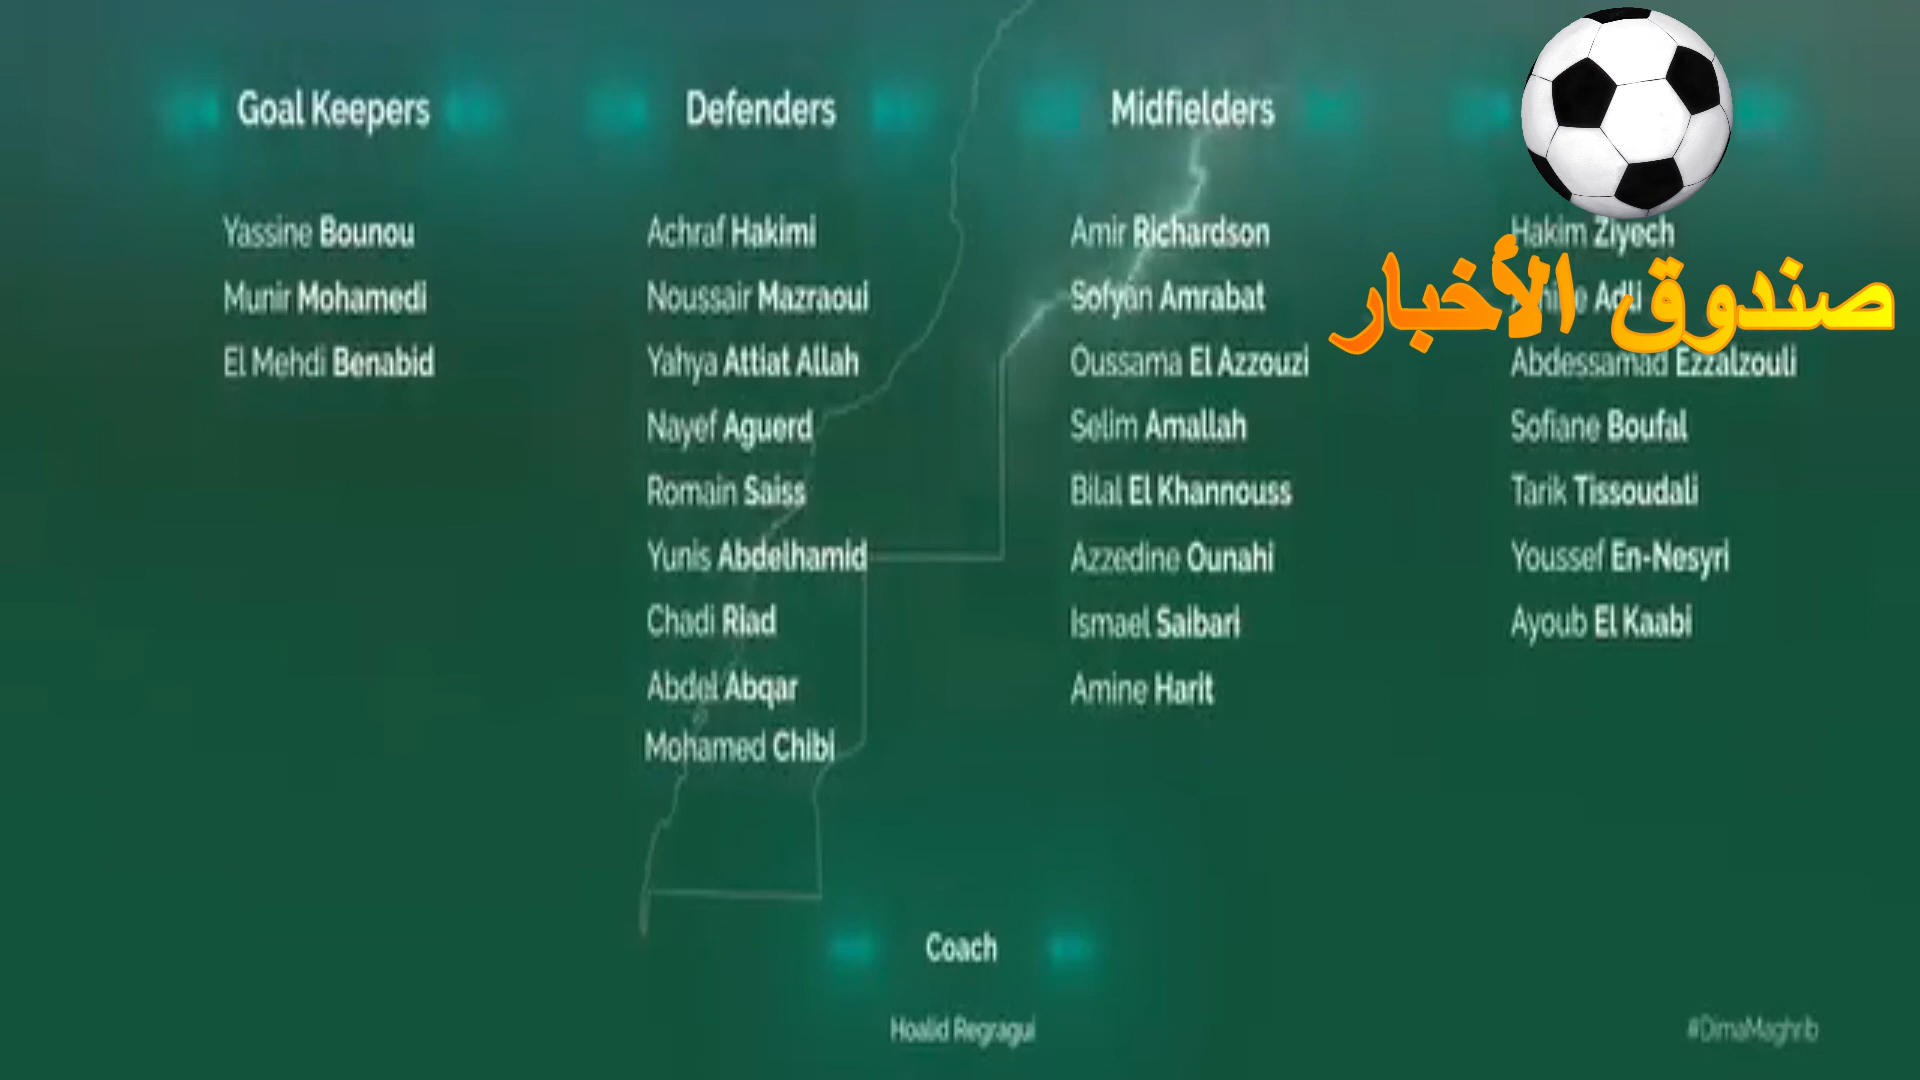 Goal Keepers
Yassine Bounou
Munir Mohamedi
El Mehdi Benabid
Defenders
Achraf Hakimi
Noussair Mazraoui
Yahya Attiat Allah
Nayef Aguerd
Romain Saiss
Yunis Abdelhamid
Chadi Riad
Abdel Abqar
Mohamed Chibi
Midfielders
Amir Richardson
Sofyan Amrabat
Oussama El Azzouzi
Selim Amallah
Bilal El Khannouss
Azzedine Ounahi
Ismael Saibari
Amine Harit
Hakim Ziyech
صندوق الأخبار
Adli
Abdessamad Ezzalzouli
Sofiane Boufal
Tarik Tissoudali
Youssef En-Nesyri
Ayoub El Kaabi
Coach
Hoalid Regragui
#DimaMaghrib